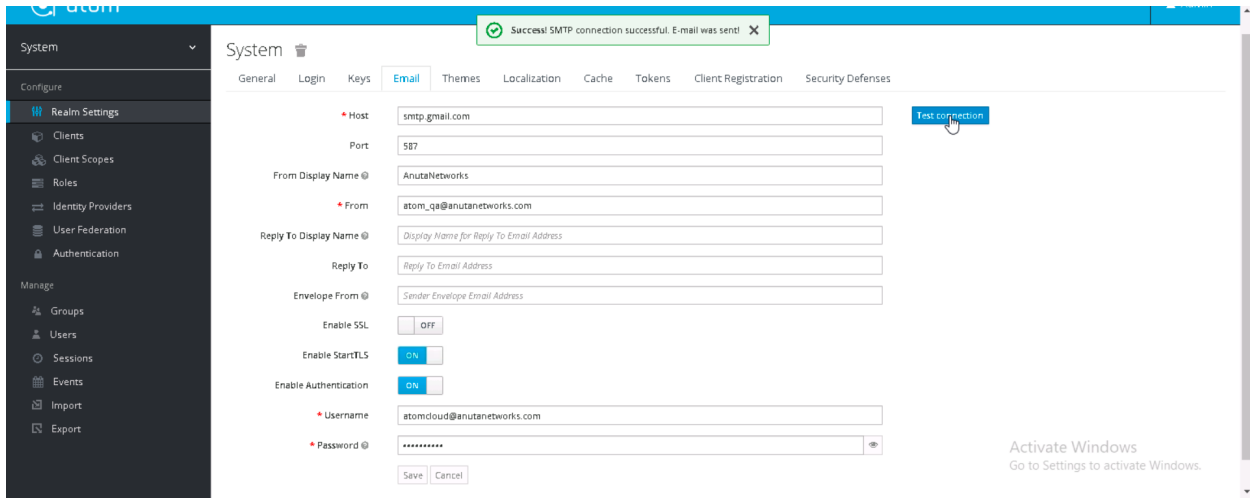 atom
Admin
Success! SMTP connection successful. E-mail was sent!
System
System
General Login Keys Email Themes Localization Cache Tokens Client Registration Security Defenses
Configure
Realm Settings
Clients
Client Scopes
Roles
Identity Providers
User Federation
Authentication
Manage
Groups
Users
Sessions
Events
Import
Export
* Host smtp.gmail.com Test connection
Port 587
From Display Name AnutaNetworks
* From atom_qa@anutanetworks.com
Reply To Display Name Display Name for Reply To Email Address
Reply To Reply To Email Address
Envelope From Sender Envelope Email Address
Enable SSL OFF
Enable StartTLS ON
Enable Authentication ON
* Username atomcloud@anutanetworks.com
* Password ••••••••••
Save Cancel
Activate Windows
Go to Settings to activate Windows.